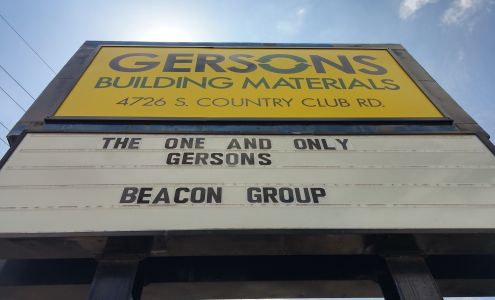 GERSONS
BUILDING MATERIALS
4726 S. COUNTRY CLUB RD.
THE ONE AND ONLY
GERSONS
BEACON GROUP